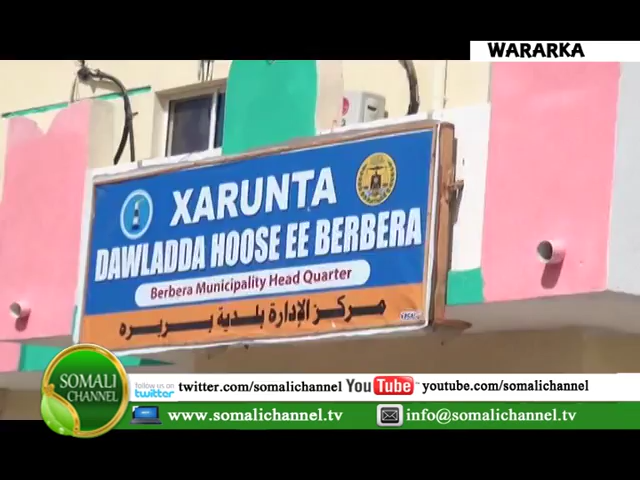 WARARKA
XARUNTA
DAWLADDA HOOSE EE BERBERA
Berbera Municipality Head Quarter
مركز الإدارة بلدية بربره
SOMALI
CHANNEL
follow us on
twitter
twitter.com/somalichannel
YouTube
youtube.com/somalichannel
www.somalichannel.tv
info@somalichannel.tv